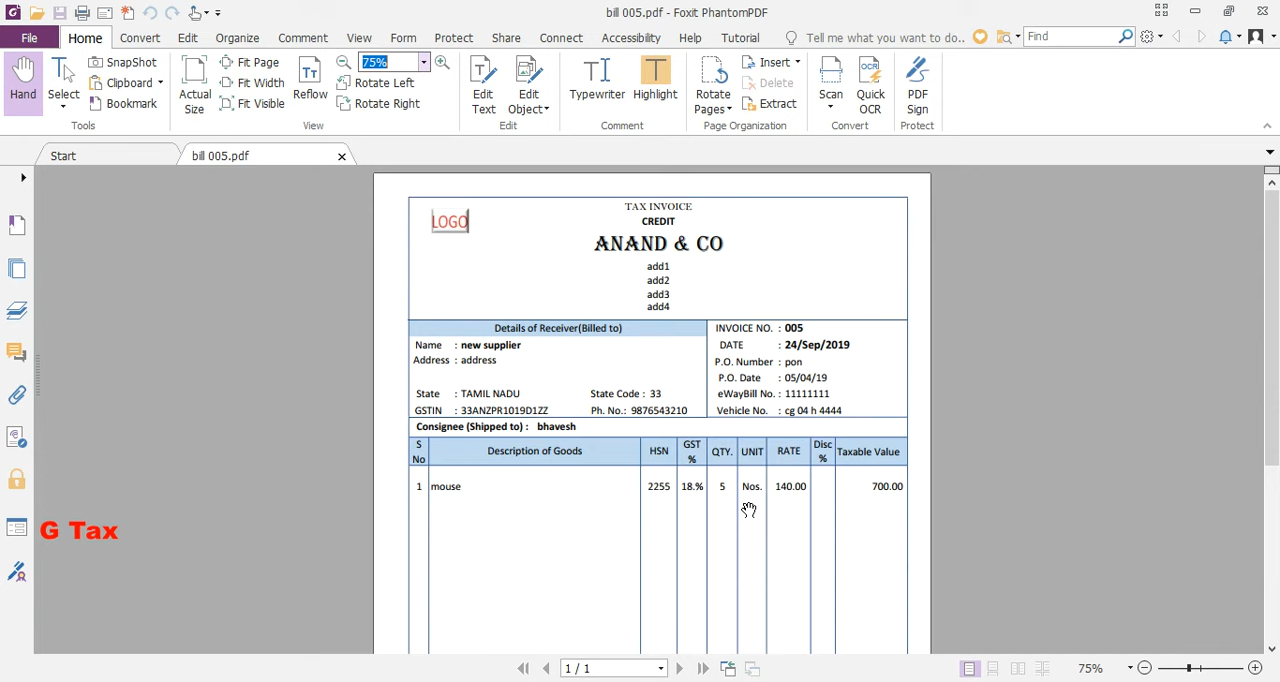 bill 005.pdf - Foxit PhantomPDF
File Home Convert Edit Organize Comment View Form Protect Share Connect Accessibility Help Tutorial Tell me what you want to do.. Find
Hand
Select
SnapShot
Clipboard
Bookmark
Tools
Actual Size
Fit Page
Fit Width
Fit Visible
Reflow
75%
Rotate Left
Rotate Right
View
Edit Text
Edit Object
Edit
Typewriter
Highlight
Comment
Rotate Pages
Insert
Delete
Extract
Page Organization
Scan
Quick OCR
Convert
PDF Sign
Protect
Start
bill 005.pdf
LOGO
TAX INVOICE
CREDIT
ANAND & CO
add1
add2
add3
add4
Details of Receiver(Billed to)
Name : new supplier
Address : address
State : TAMIL NADU State Code : 33
GSTIN : 33ANZPR1019D1ZZ Ph. No.: 9876543210
INVOICE NO. : 005
DATE : 24/Sep/2019
P.O. Number : pon
P.O. Date : 05/04/19
eWayBill No. : 11111111
Vehicle No. : cg 04 h 4444
Consignee (Shipped to) : bhavesh
S No Description of Goods HSN GST % QTY. UNIT RATE Disc % Taxable Value
1 mouse 2255 18.% 5 Nos. 140.00 700.00
G Tax
1 / 1
75%